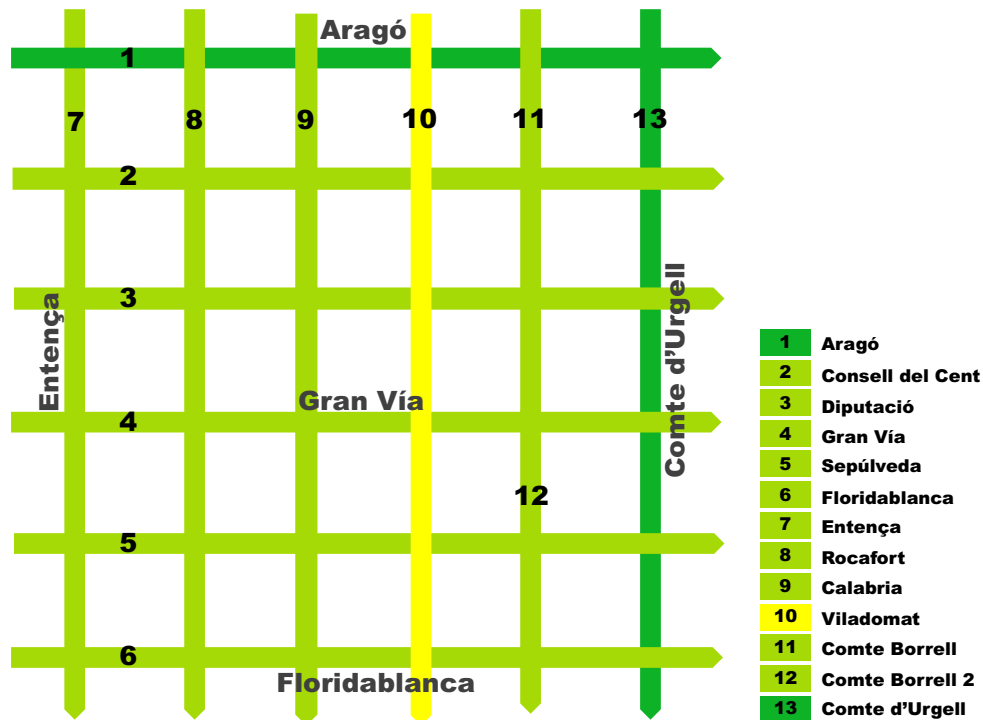 Aragó
1
7 8 9 10 11 13
2
3
Entença
Comte d'Urgell
Gran Vía
4
12
5
6
Floridablanca
1 Aragó
2 Consell del Cent
3 Diputació
4 Gran Vía
5 Sepúlveda
6 Floridablanca
7 Entença
8 Rocafort
9 Calabria
10 Viladomat
11 Comte Borrell
12 Comte Borrell 2
13 Comte d'Urgell